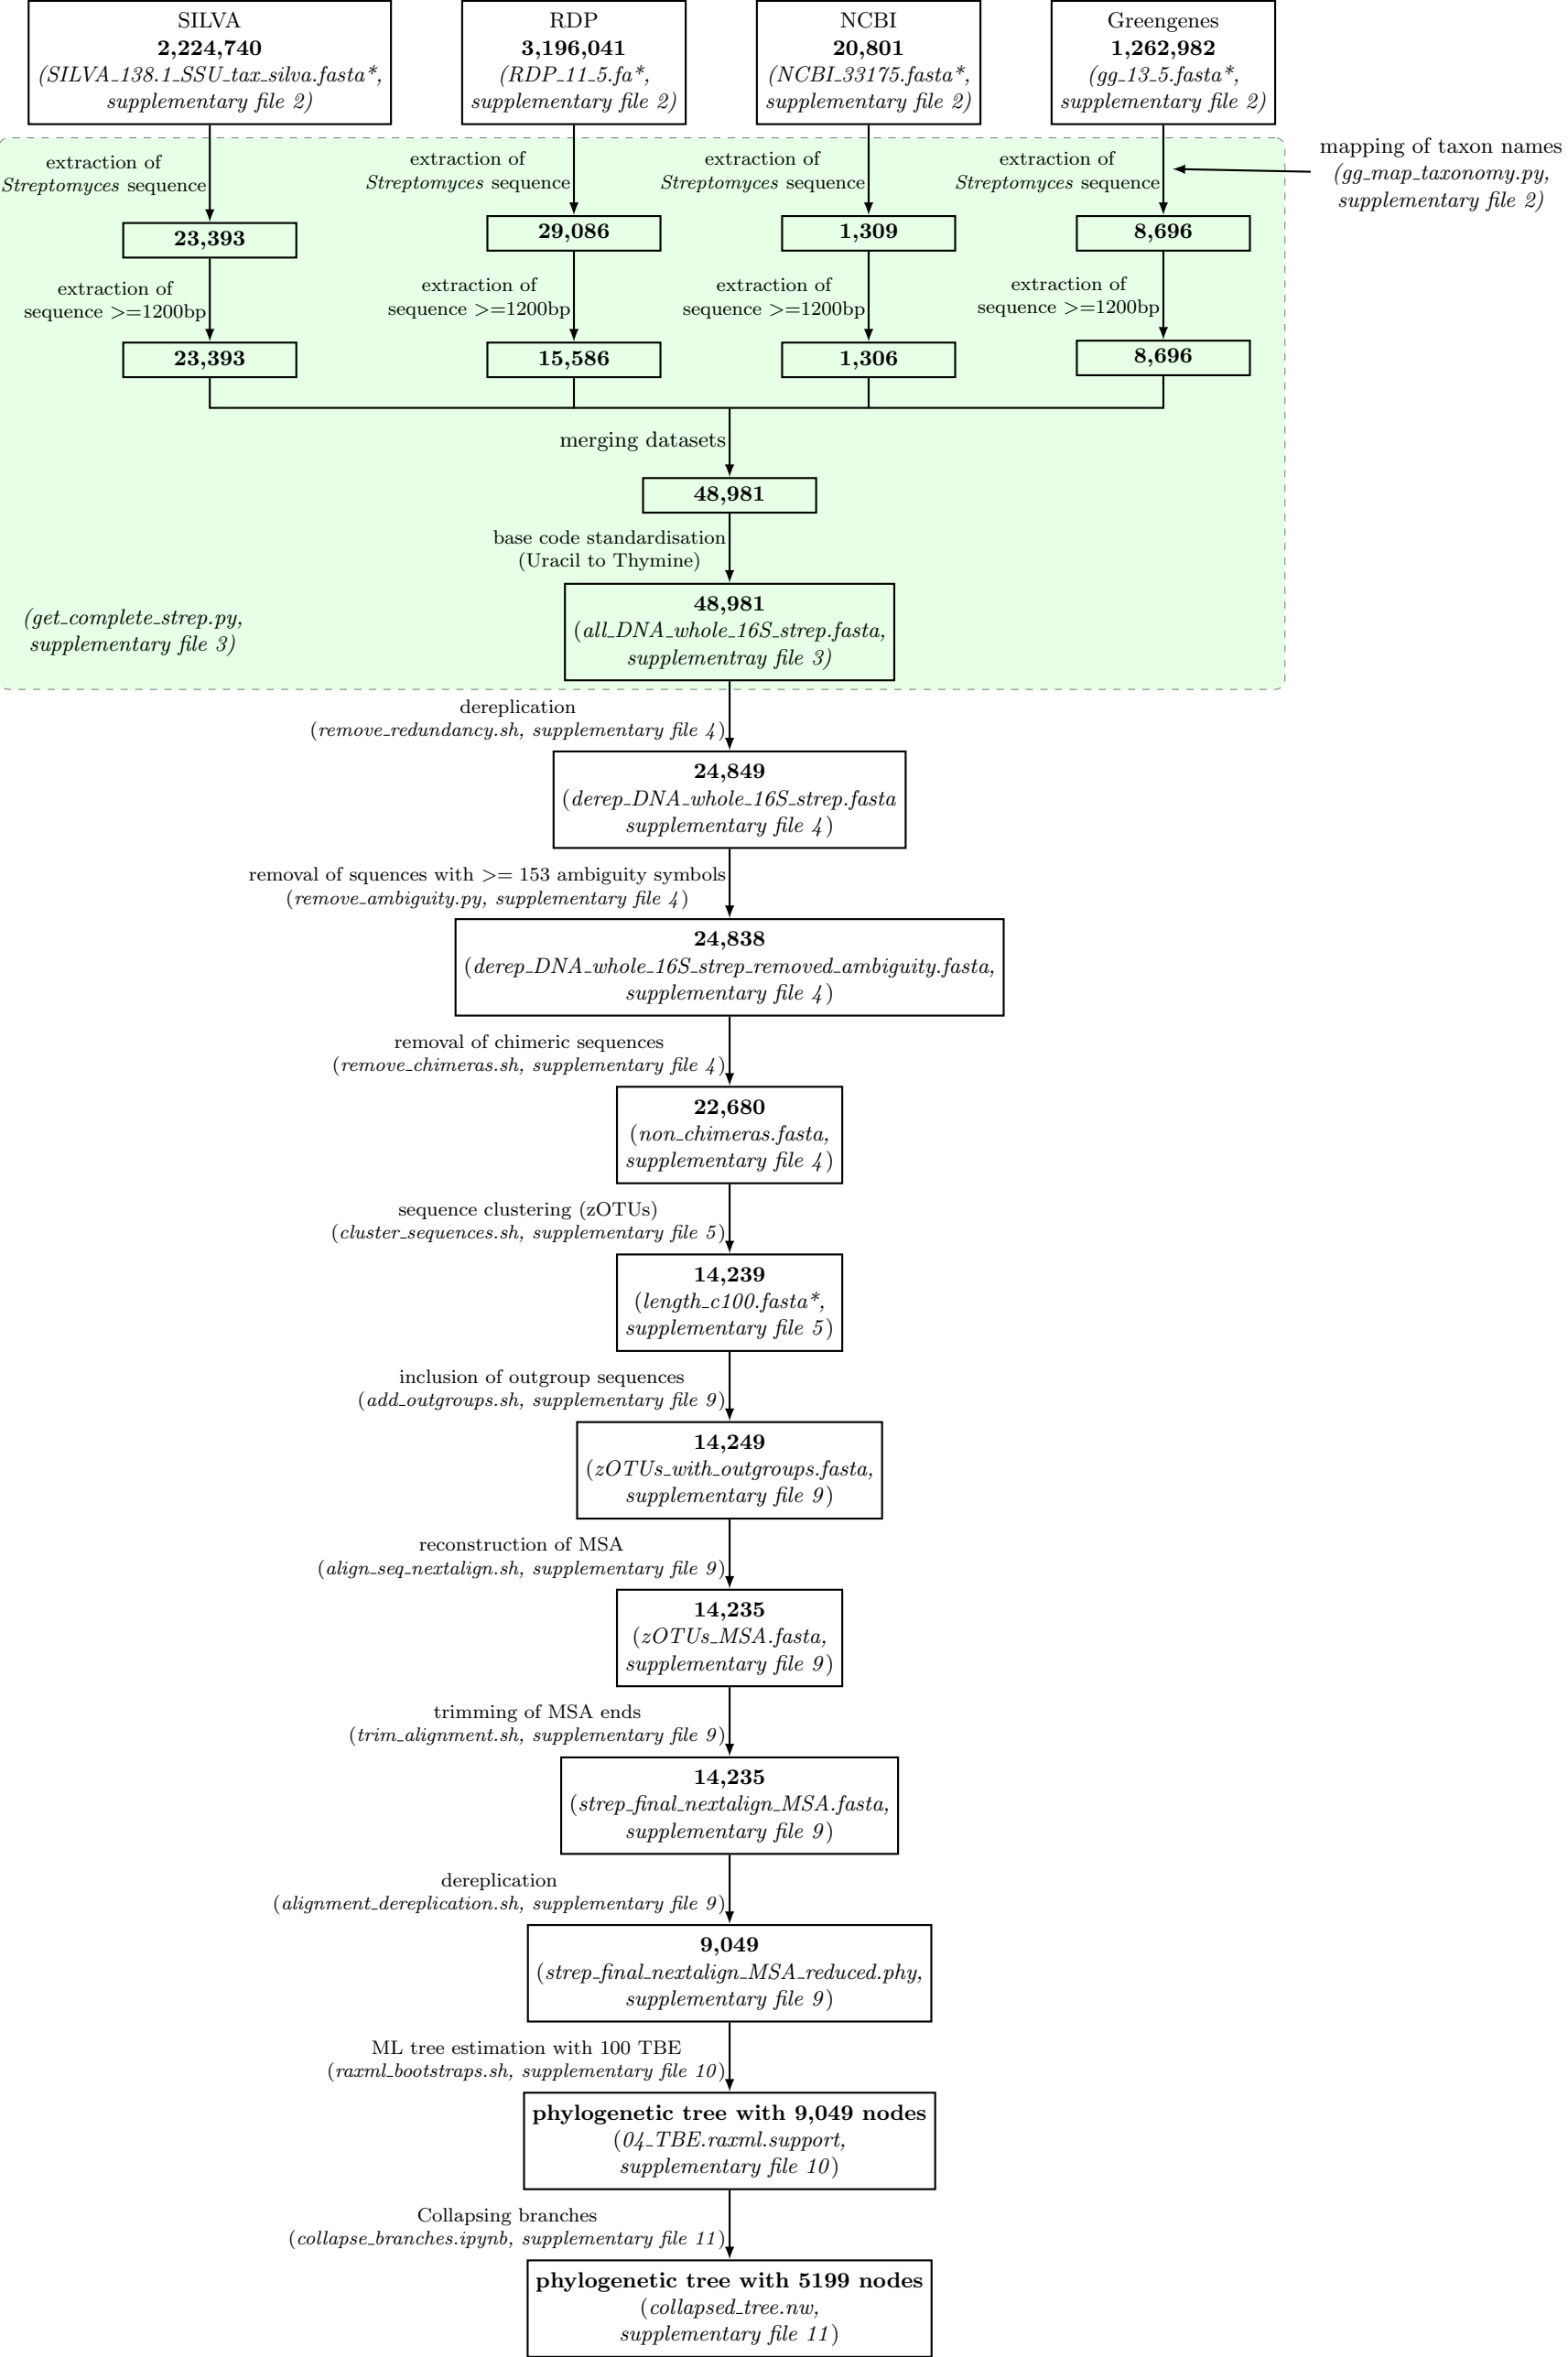 SILVA
2,224,740
(SILVA_138.1_SSU_tax_silva.fasta*,
supplementary file 2)
RDP
3,196,041
(RDP_11_5.fa*,
supplementary file 2)
NCBI
20,801
(NCBI_33175.fasta*,
supplementary file 2)
Greengenes
1,262,982
(gg_13_5.fasta*,
supplementary file 2)
mapping of taxon names
(gg_map_taxonomy.py,
supplementary file 2)
extraction of
Streptomyces sequence
extraction of
Streptomyces sequence
extraction of
Streptomyces sequence
extraction of
Streptomyces sequence
23,393
29,086
1,309
8,696
extraction of
sequence >=1200bp
extraction of
sequence >=1200bp
extraction of
sequence >=1200bp
extraction of
sequence >=1200bp
23,393
15,586
1,306
8,696
merging datasets
48,981
base code standardisation
(Uracil to Thymine)
48,981
(all_DNA_whole_16S_strep.fasta,
supplementray file 3)
(get_complete_strep.py,
supplementary file 3)
dereplication
(remove_redundancy.sh, supplementary file 4)
24,849
(derep_DNA_whole_16S_strep.fasta
supplementary file 4)
removal of squences with >= 153 ambiguity symbols
(remove_ambiguity.py, supplementary file 4)
24,838
(derep_DNA_whole_16S_strep_removed_ambiguity.fasta,
supplementary file 4)
removal of chimeric sequences
(remove_chimeras.sh, supplementary file 4)
22,680
(non_chimeras.fasta,
supplementary file 4)
sequence clustering (zOTUs)
(cluster_sequences.sh, supplementary file 5)
14,239
(length_c100.fasta*,
supplementary file 5)
inclusion of outgroup sequences
(add_outgroups.sh, supplementary file 9)
14,249
(zOTUs_with_outgroups.fasta,
supplementary file 9)
reconstruction of MSA
(align_seq_nextalign.sh, supplementary file 9)
14,235
(zOTUs_MSA.fasta,
supplementary file 9)
trimming of MSA ends
(trim_alignment.sh, supplementary file 9)
14,235
(strep_final_nextalign_MSA.fasta,
supplementary file 9)
dereplication
(alignment_dereplication.sh, supplementary file 9)
9,049
(strep_final_nextalign_MSA_reduced.phy,
supplementary file 9)
ML tree estimation with 100 TBE
(raxml_bootstraps.sh, supplementary file 10)
phylogenetic tree with 9,049 nodes
(04_TBE.raxml.support,
supplementary file 10)
Collapsing branches
(collapse_branches.ipynb, supplementary file 11)
phylogenetic tree with 5199 nodes
(collapsed_tree.nw,
supplementary file 11)